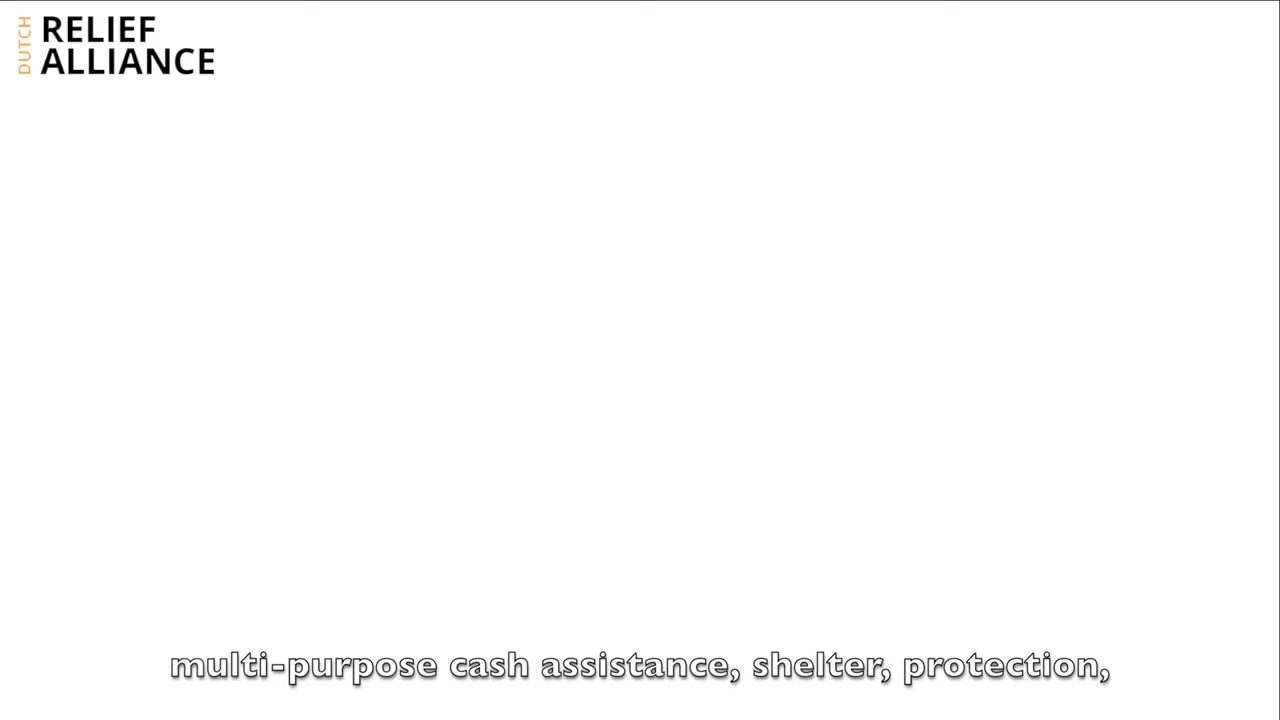 DUTCH
RELIEF
ALLIANCE
multi-purpose cash assistance, shelter, protection,